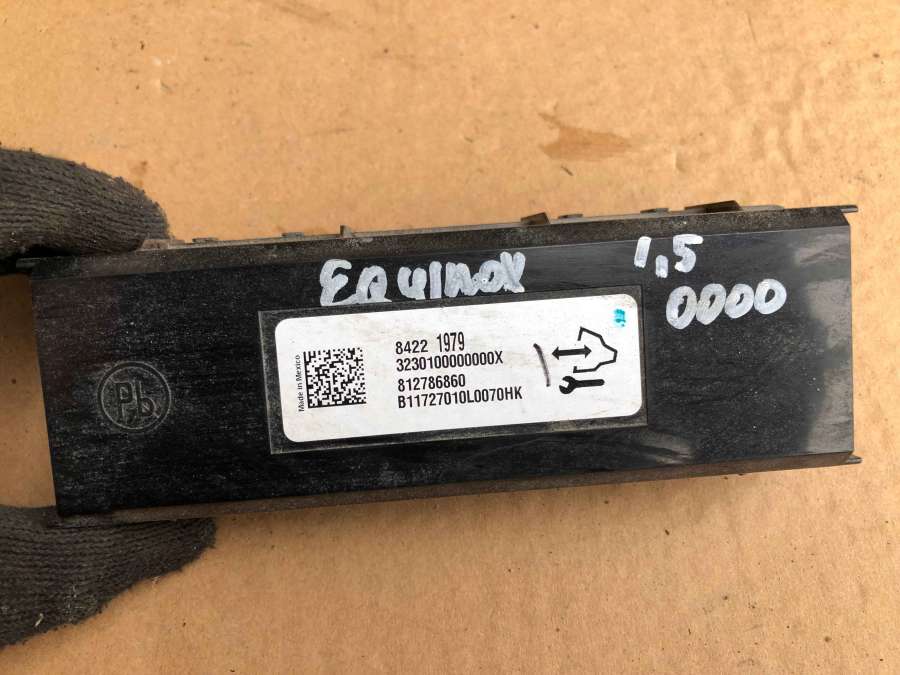 EQUINOX
1,5
0000
Made in Mexico
8422 1979
3230100000000X
812786860
B11727010L0070HK
Pb